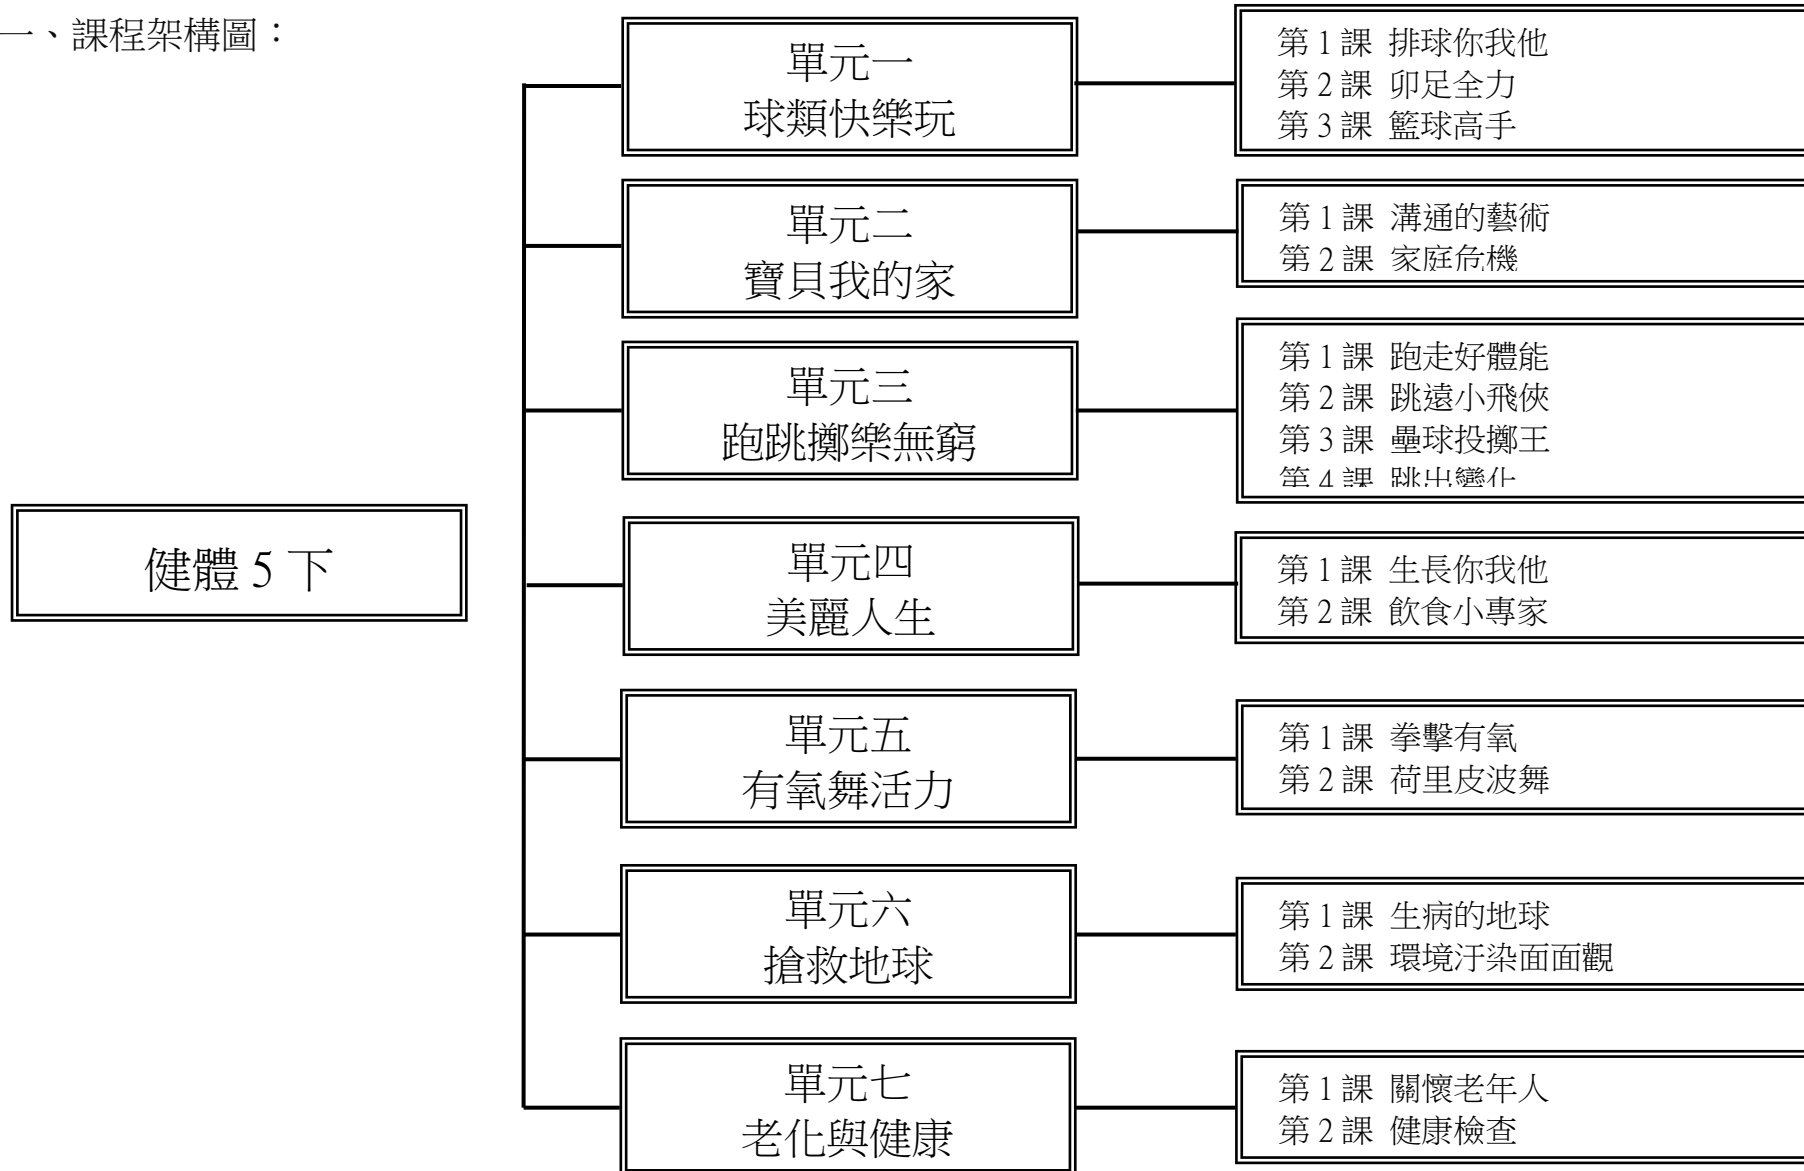 一、課程架構圖：
健體 5 下
單元一
球類快樂玩
第 1 課 排球你我他
第 2 課 卯足全力
第 3 課 籃球高手
單元二
寶貝我的家
第 1 課 溝通的藝術
第 2 課 家庭危機
單元三
跑跳擲樂無窮
第 1 課 跑走好體能
第 2 課 跳遠小飛俠
第 3 課 壘球投擲王
第 4 課 跳出變化
單元四
美麗人生
第 1 課 生長你我他
第 2 課 飲食小專家
單元五
有氧舞活力
第 1 課 拳擊有氧
第 2 課 荷里皮波舞
單元六
搶救地球
第 1 課 生病的地球
第 2 課 環境汙染面面觀
單元七
老化與健康
第 1 課 關懷老年人
第 2 課 健康檢查